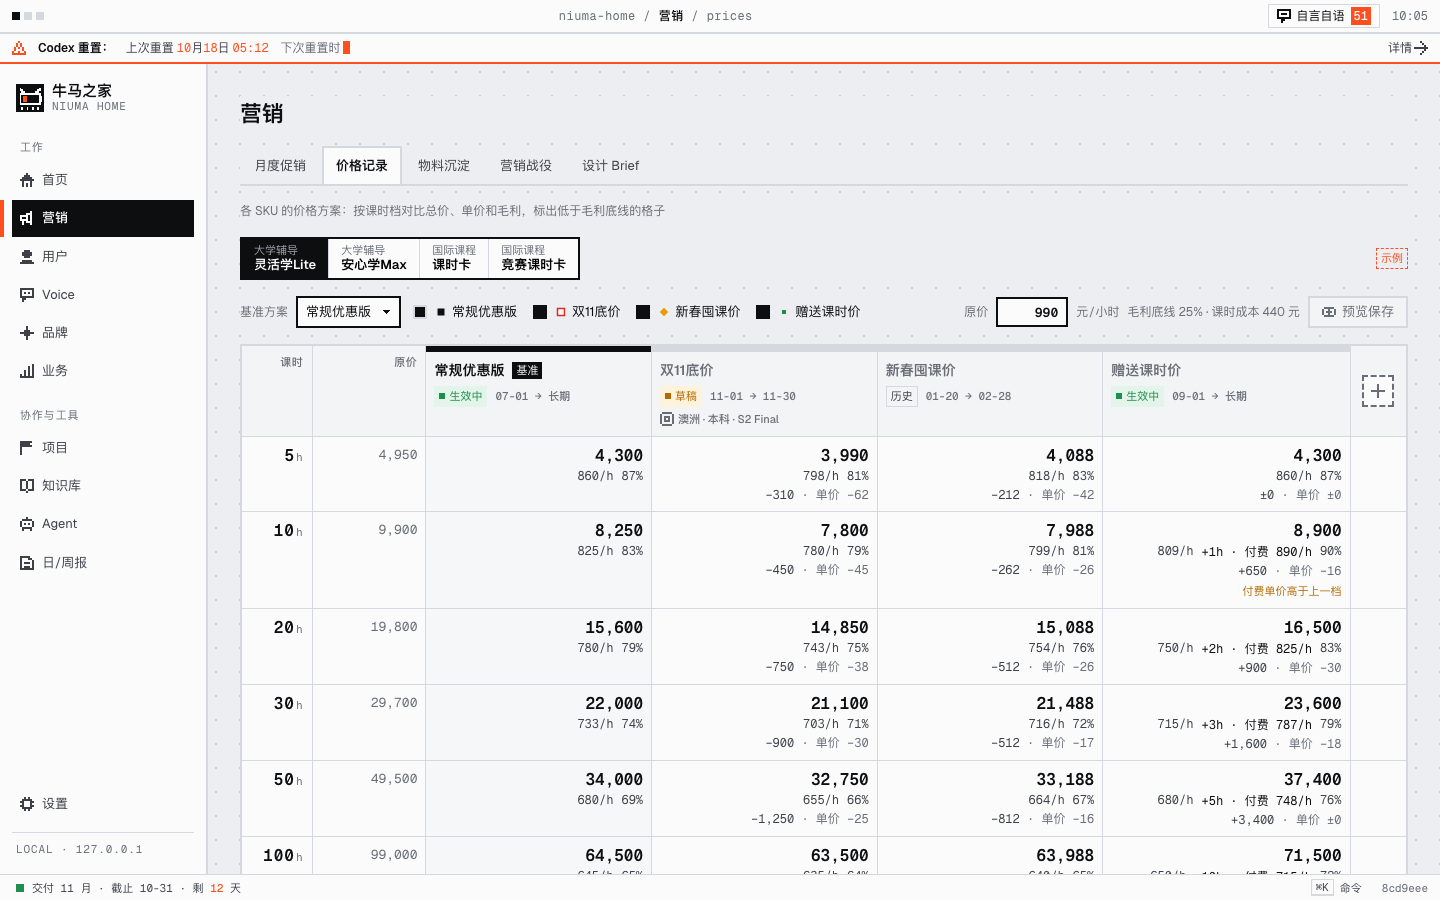 niuma-home / 营销 / prices
自言自语 51
10:05
Codex 重置： 上次重置 10月18日 05:12 下次重置时
详情
牛马之家
NIUMA HOME
工作
首页
营销
用户
Voice
品牌
业务
协作与工具
项目
知识库
Agent
日/周报
设置
LOCAL · 127.0.0.1
营销
月度促销 价格记录 物料沉淀 营销战役 设计 Brief
各 SKU 的价格方案：按课时档对比总价、单价和毛利，标出低于毛利底线的格子
大学辅导 大学辅导 国际课程 国际课程
灵活学Lite 安心学Max 课时卡 竞赛课时卡
示例
基准方案 常规优惠版 常规优惠版 双11底价 新春囤课价 赠送课时价 原价 990 元/小时 毛利底线 25% · 课时成本 440 元 预览保存
课时 原价 常规优惠版 基准 双11底价 新春囤课价 赠送课时价
生效中 07-01 → 长期 草稿 11-01 → 11-30 历史 01-20 → 02-28 生效中 09-01 → 长期
澳洲 · 本科 · S2 Final
5h 4,950 4,300 3,990 4,088 4,300
860/h 87% 798/h 81% 818/h 83% 860/h 87%
−310 · 单价 −62 −212 · 单价 −42 ±0 · 单价 ±0
10h 9,900 8,250 7,800 7,988 8,900
825/h 83% 780/h 79% 799/h 81% 809/h +1h · 付费 890/h 90%
−450 · 单价 −45 −262 · 单价 −26 +650 · 单价 −16
付费单价高于上一档
20h 19,800 15,600 14,850 15,088 16,500
780/h 79% 743/h 75% 754/h 76% 750/h +2h · 付费 825/h 83%
−750 · 单价 −38 −512 · 单价 −26 +900 · 单价 −30
30h 29,700 22,000 21,100 21,488 23,600
733/h 74% 703/h 71% 716/h 72% 715/h +3h · 付费 787/h 79%
−900 · 单价 −30 −512 · 单价 −17 +1,600 · 单价 −18
50h 49,500 34,000 32,750 33,188 37,400
680/h 69% 655/h 66% 664/h 67% 680/h +5h · 付费 748/h 76%
−1,250 · 单价 −25 −812 · 单价 −16 +3,400 · 单价 ±0
100h 99,000 64,500 63,500 63,988 71,500
交付 11 月 · 截止 10-31 · 剩 12 天
⌘K 命令 8cd9eee